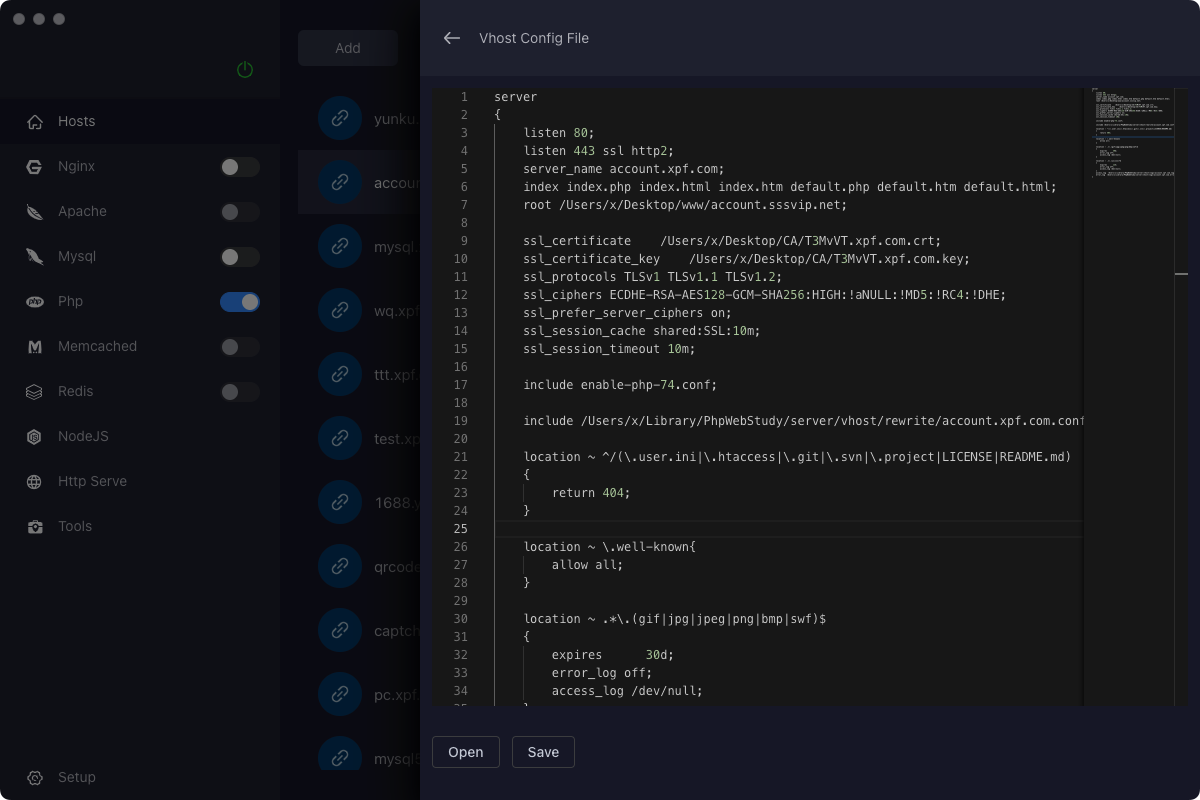 Hosts
Nginx
Apache
Mysql
Php
Memcached
Redis
NodeJS
Http Serve
Tools
Setup
Add
yunku.
accour
mysql.
wq.xpf
ttt.xpf.
test.xp
1688.y
qrcode
captch
pc.xpf
Vhost Config File
1 server
2 {
3 listen 80;
4 listen 443 ssl http2;
5 server_name account.xpf.com;
6 index index.php index.html index.htm default.php default.htm default.html;
7 root /Users/x/Desktop/www/account.sssvip.net;
8
9 ssl_certificate    /Users/x/Desktop/CA/T3MvVT.xpf.com.crt;
10 ssl_certificate_key    /Users/x/Desktop/CA/T3MvVT.xpf.com.key;
11 ssl_protocols TLSv1 TLSv1.1 TLSv1.2;
12 ssl_ciphers ECDHE-RSA-AES128-GCM-SHA256:HIGH:!aNULL:!MD5:!RC4:!DHE;
13 ssl_prefer_server_ciphers on;
14 ssl_session_cache shared:SSL:10m;
15 ssl_session_timeout 10m;
16
17 include enable-php-74.conf;
18
19 include /Users/x/Library/PhpWebStudy/server/vhost/rewrite/account.xpf.com.conf
20
21 location ~ ^/(\.user.ini|\.htaccess|\.git|\.svn|\.project|LICENSE|README.md)
22 {
23 return 404;
24 }
25
26 location ~ \.well-known{
27 allow all;
28 }
29
30 location ~ .*\.(gif|jpg|jpeg|png|bmp|swf)$
31 {
32 expires      30d;
33 error_log off;
34 access_log /dev/null;
Open
Save